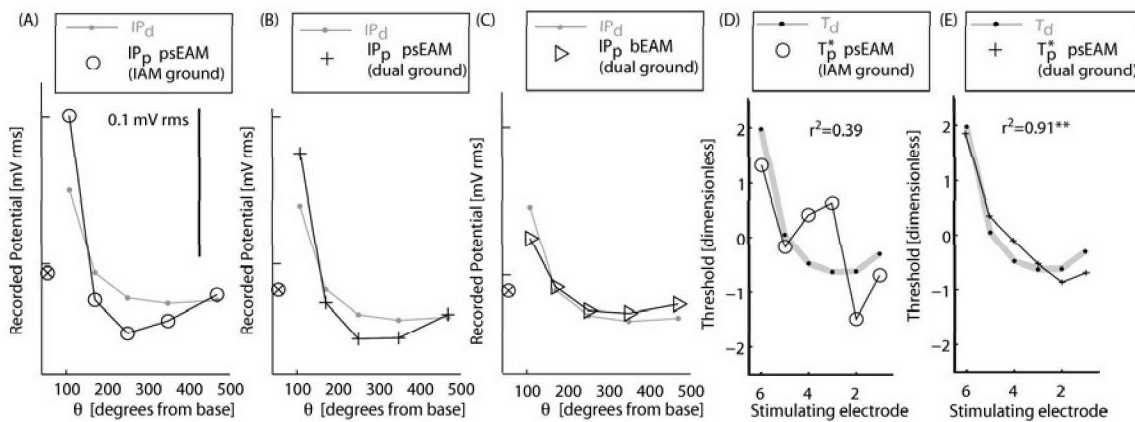 (A)
IPd
IPp psEAM
(IAM ground)
0.1 mV rms
Recorded Potential [mV rms]
100 200 300 400 500
θ [degrees from base]
(B)
IPd
IPp psEAM
(dual ground)
Recorded Potential [mV rms]
100 200 300 400 500
θ [degrees from base]
(C)
IPd
IPp bEAM
(dual ground)
Recorded Potential [mV rms]
100 200 300 400 500
θ [degrees from base]
(D)
Td
T*p psEAM
(IAM ground)
r²=0.39
Threshold [dimensionless]
2
1
0
−1
−2
6 4 2
Stimulating electrode
(E)
Td
T*p psEAM
(dual ground)
r²=0.91**
Threshold [dimensionless]
2
1
0
−1
−2
6 4 2
Stimulating electrode